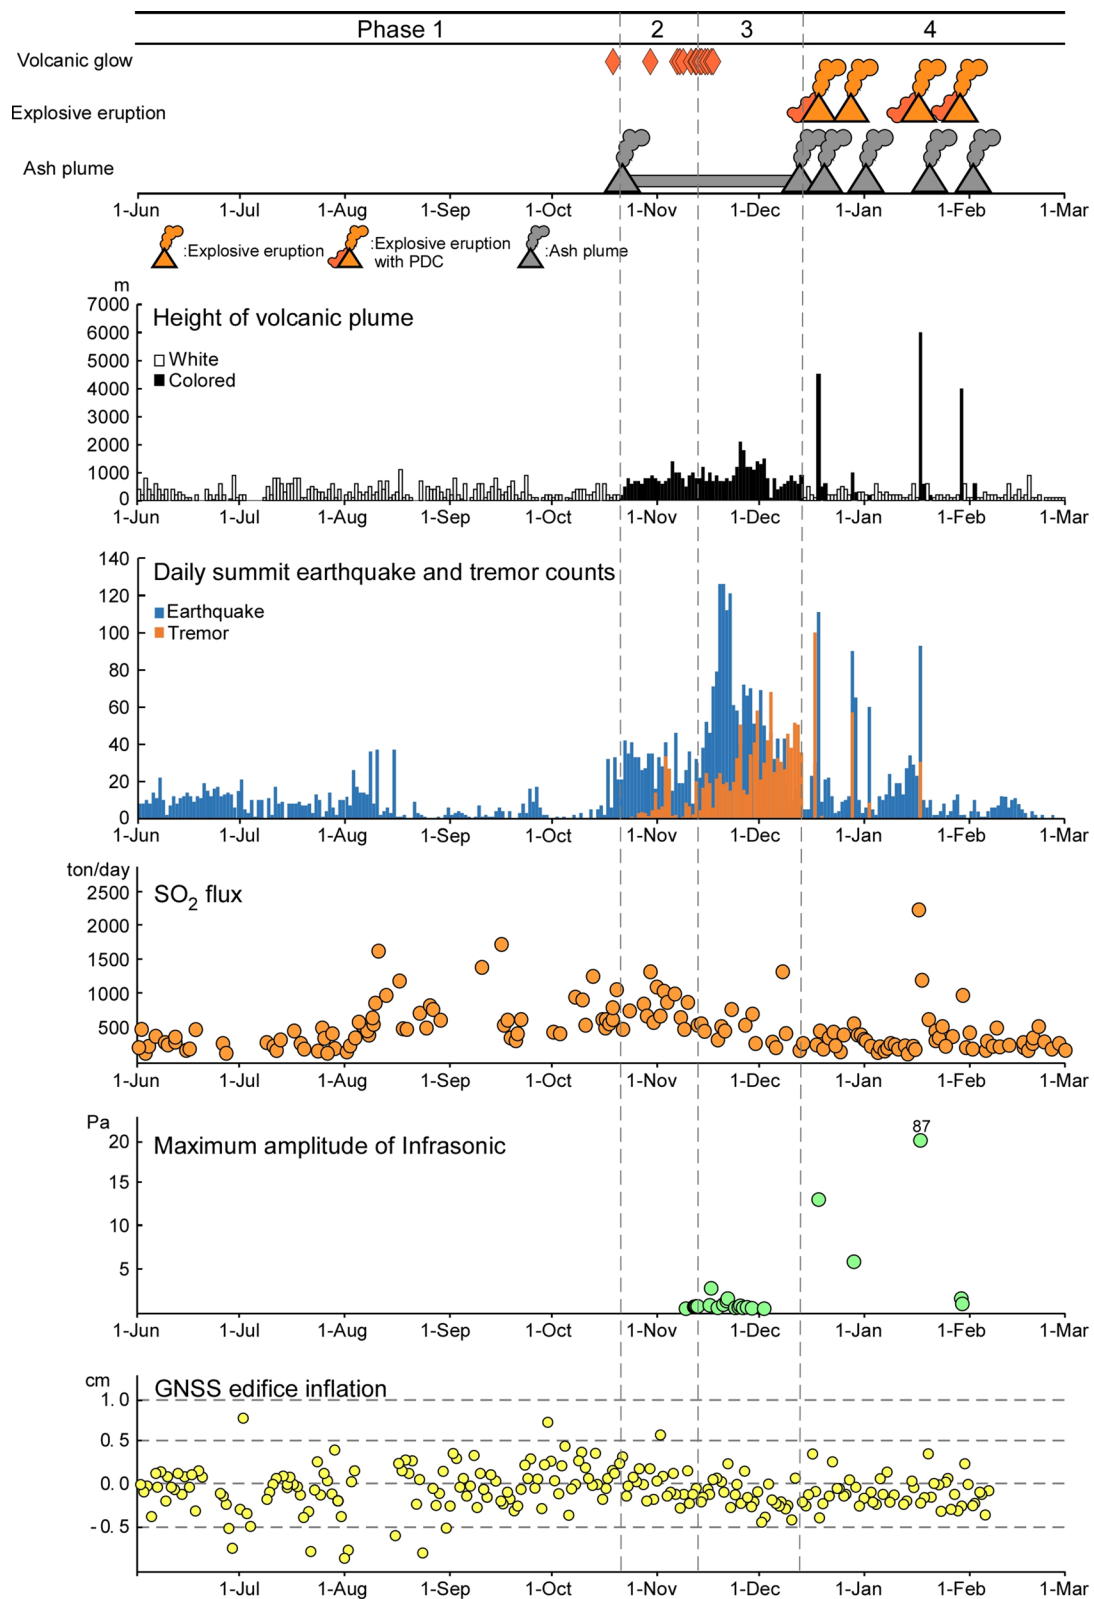 Phase 1 2 3 4
Volcanic glow
Explosive eruption
Ash plume
1-Jun 1-Jul 1-Aug 1-Sep 1-Oct 1-Nov 1-Dec 1-Jan 1-Feb 1-Mar
:Explosive eruption :Explosive eruption with PDC :Ash plume
m
7000
Height of volcanic plume
6000
White
5000
Colored
4000
3000
2000
1000
0
1-Jun 1-Jul 1-Aug 1-Sep 1-Oct 1-Nov 1-Dec 1-Jan 1-Feb 1-Mar
140
Daily summit earthquake and tremor counts
120
Earthquake
100
Tremor
80
60
40
20
0
1-Jun 1-Jul 1-Aug 1-Sep 1-Oct 1-Nov 1-Dec 1-Jan 1-Feb 1-Mar
ton/day
2500
SO2 flux
2000
1500
1000
500
1-Jun 1-Jul 1-Aug 1-Sep 1-Oct 1-Nov 1-Dec 1-Jan 1-Feb 1-Mar
Pa
87
20
Maximum amplitude of Infrasonic
15
10
5
1-Jun 1-Jul 1-Aug 1-Sep 1-Oct 1-Nov 1-Dec 1-Jan 1-Feb 1-Mar
cm
GNSS edifice inflation
1.0
0.5
0.0
-0.5
1-Jul 1-Aug 1-Sep 1-Oct 1-Nov 1-Dec 1-Jan 1-Feb 1-Mar